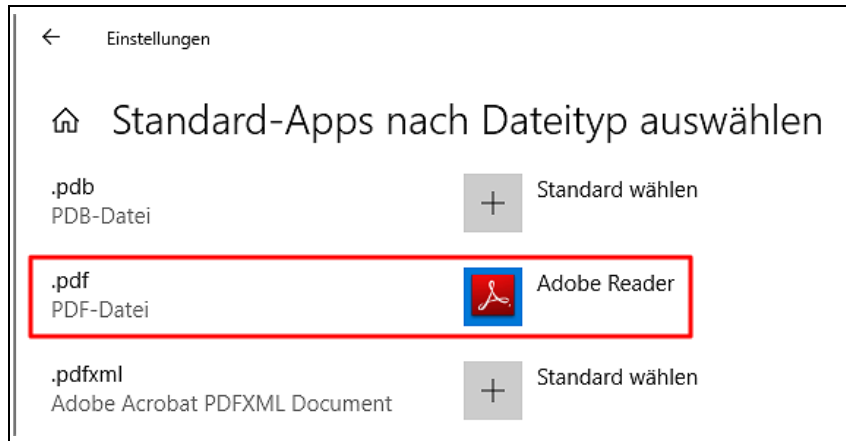 Einstellungen
Standard-Apps nach Dateityp auswählen
.pdb
PDB-Datei
Standard wählen
.pdf
PDF-Datei
Adobe Reader
.pdfxml
Adobe Acrobat PDFXML Document
Standard wählen